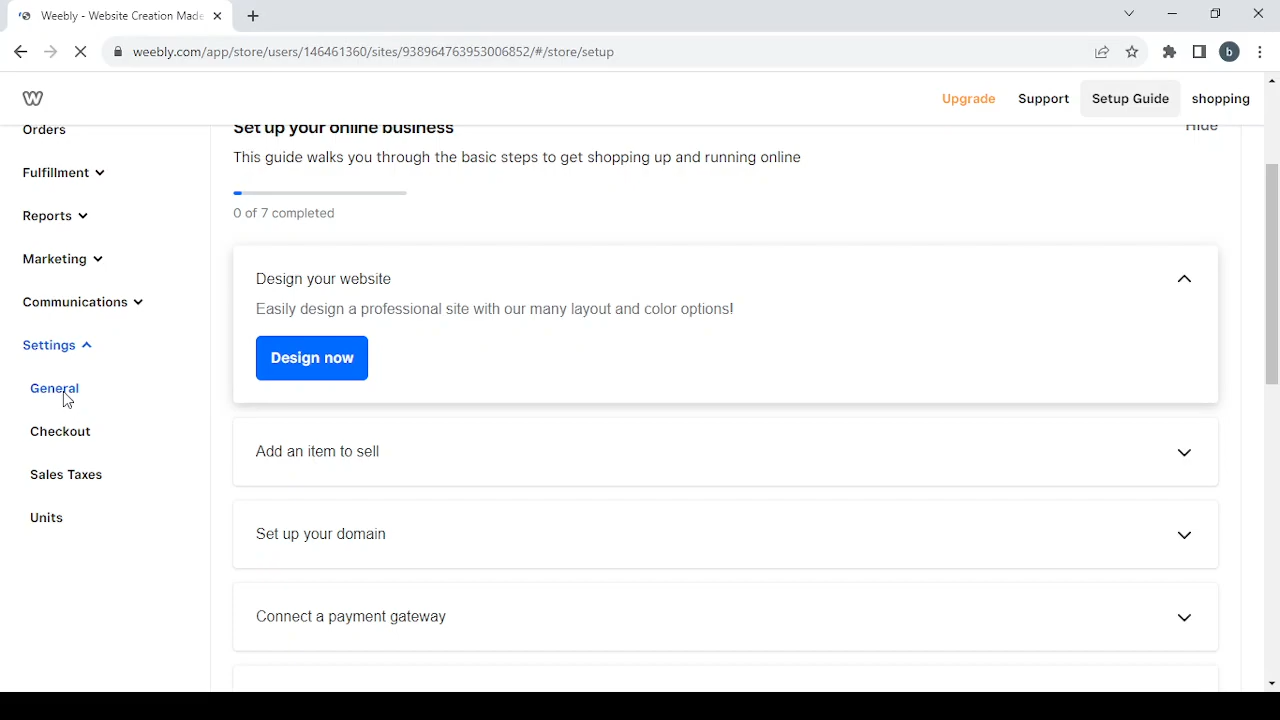 Weebly - Website Creation Made
weebly.com/app/store/users/146461360/sites/938964763953006852/#/store/setup
b
W
Upgrade
Support
Setup Guide
shopping
Orders
Fulfillment
Reports
Marketing
Communications
Settings
General
Checkout
Sales Taxes
Units
Set up your online business
Hide
This guide walks you through the basic steps to get shopping up and running online
0 of 7 completed
Design your website
Easily design a professional site with our many layout and color options!
Design now
Add an item to sell
Set up your domain
Connect a payment gateway